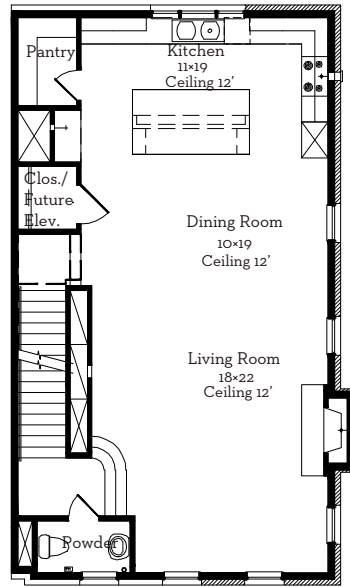 Pantry
Kitchen
11×19
Ceiling 12'
Clos./
Future
Elev.
Dining Room
10×19
Ceiling 12'
Living Room
18×22
Ceiling 12'
Powder